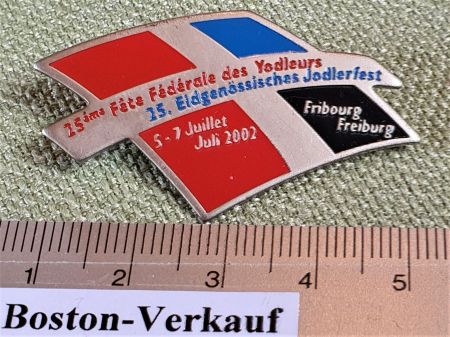 25ème Fête Fédérale des Yodleurs
25. Eidgenössisches Jodlerfest
5 - 7 Juillet
Juli 2002
Fribourg
Freiburg
1 2 3 4 5
Boston-Verkauf